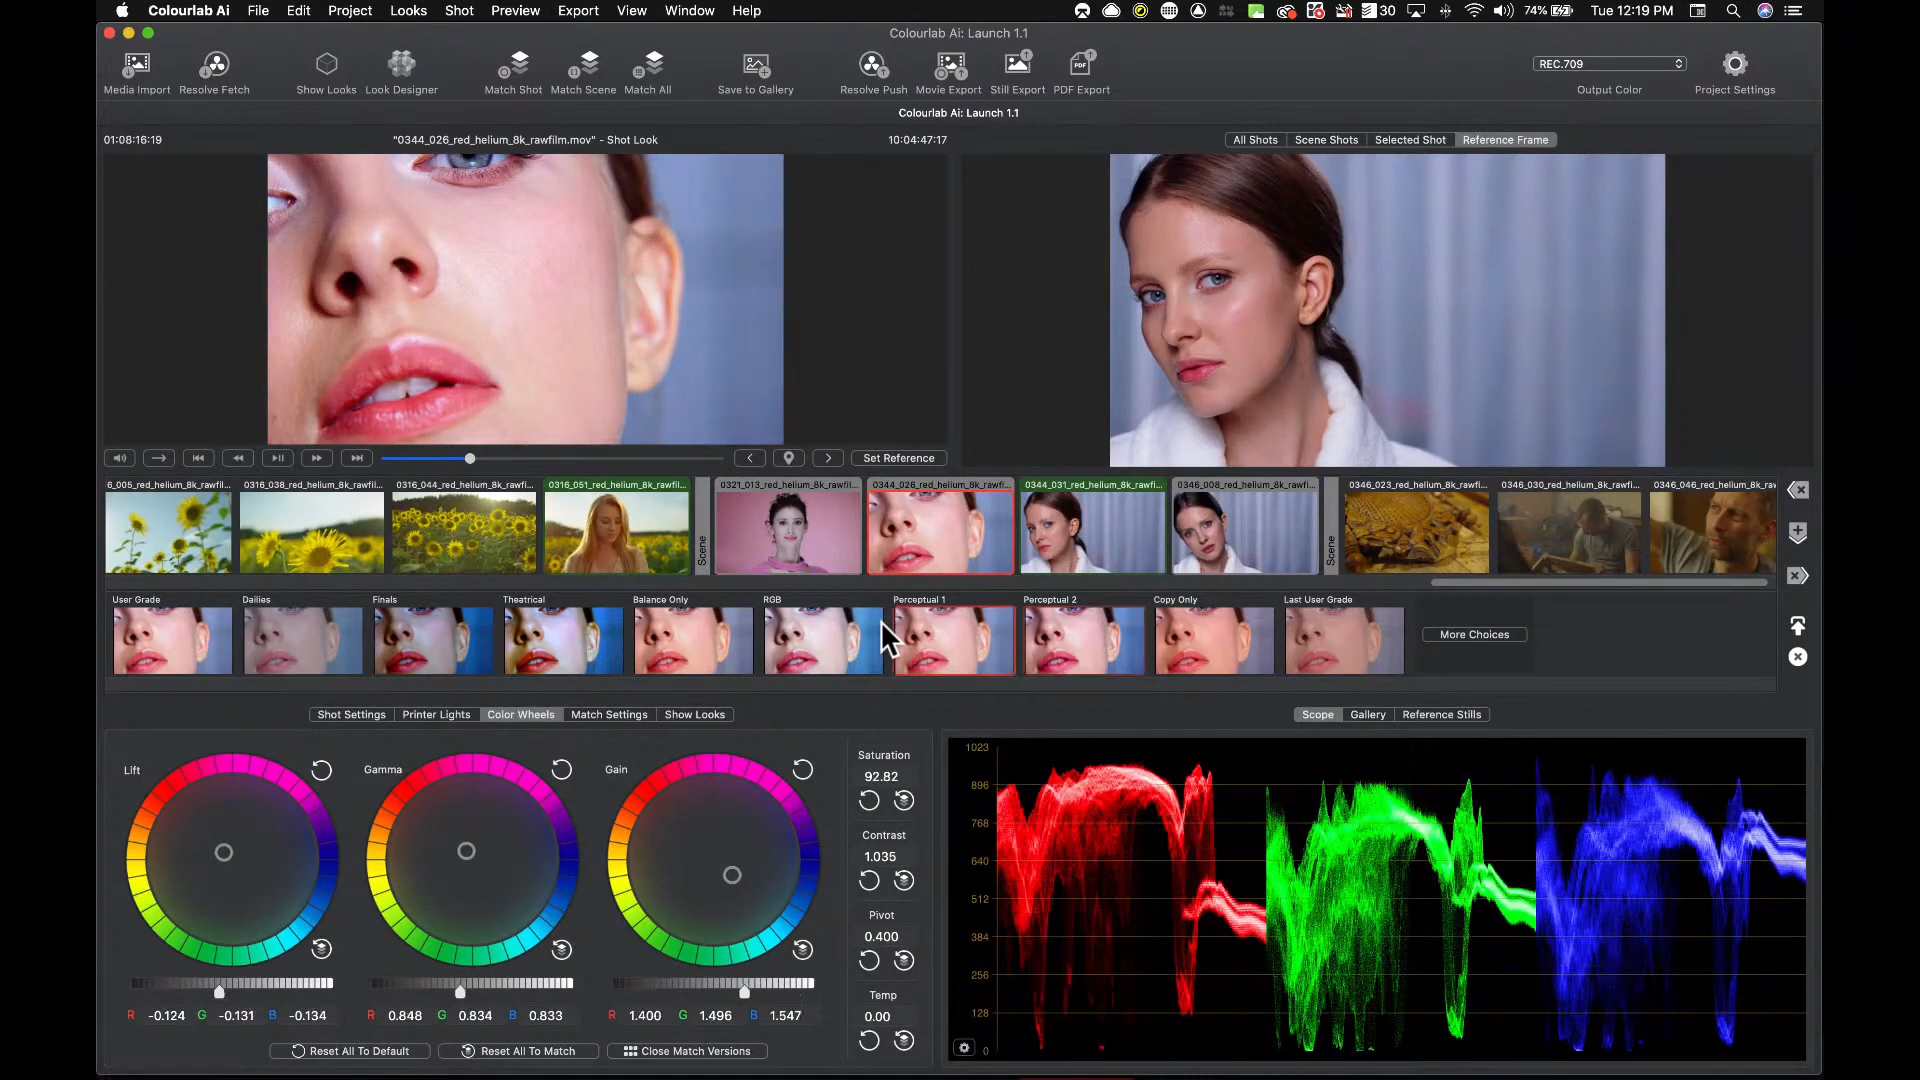 Colourlab Ai File Edit Project Looks Shot Preview Export View Window Help 30 74% Tue 12:19 PM
Colourlab Ai: Launch 1.1
Media Import Resolve Fetch Show Looks Look Designer Match Shot Match Scene Match All Save to Gallery Resolve Push Movie Export Still Export PDF PDF Export REC.709 Output Color Project Settings
Colourlab Ai: Launch 1.1
01:08:16:19 "0344_026_red_helium_8k_rawfilm.mov" - Shot Look 10:04:47:17 All Shots Scene Shots Selected Shot Reference Frame
Set Reference
6_005_red_helium_8k_rawfil... 0316_038_red_helium_8k_rawfil... 0316_044_red_helium_8k_rawfil... 0316_051_red_helium_8k_rawfil... 0321_013_red_helium_8k_rawfil... 0344_026_red_helium_8k_rawfil... 0344_031_red_helium_8k_rawfil... 0346_008_red_helium_8k_rawfil... 0346_023_red_helium_8k_rawfil... 0346_030_red_helium_8k_rawfil... 0346_046_red_helium_8k_raw
Scene Scene
User Grade Dailies Finals Theatrical Balance Only RGB Perceptual 1 Perceptual 2 Copy Only Last User Grade
More Choices
Shot Settings Printer Lights Color Wheels Match Settings Show Looks Scope Gallery Reference Stills
Lift Gamma Gain
Saturation
92.82
Contrast
1.035
Pivot
0.400
Temp
0.00
R -0.124 G -0.131 B -0.134 R 0.848 G 0.834 B 0.833 R 1.400 G 1.496 B 1.547
Reset All To Default Reset All To Match Close Match Versions
1023
896
768
640
512
384
256
128
0